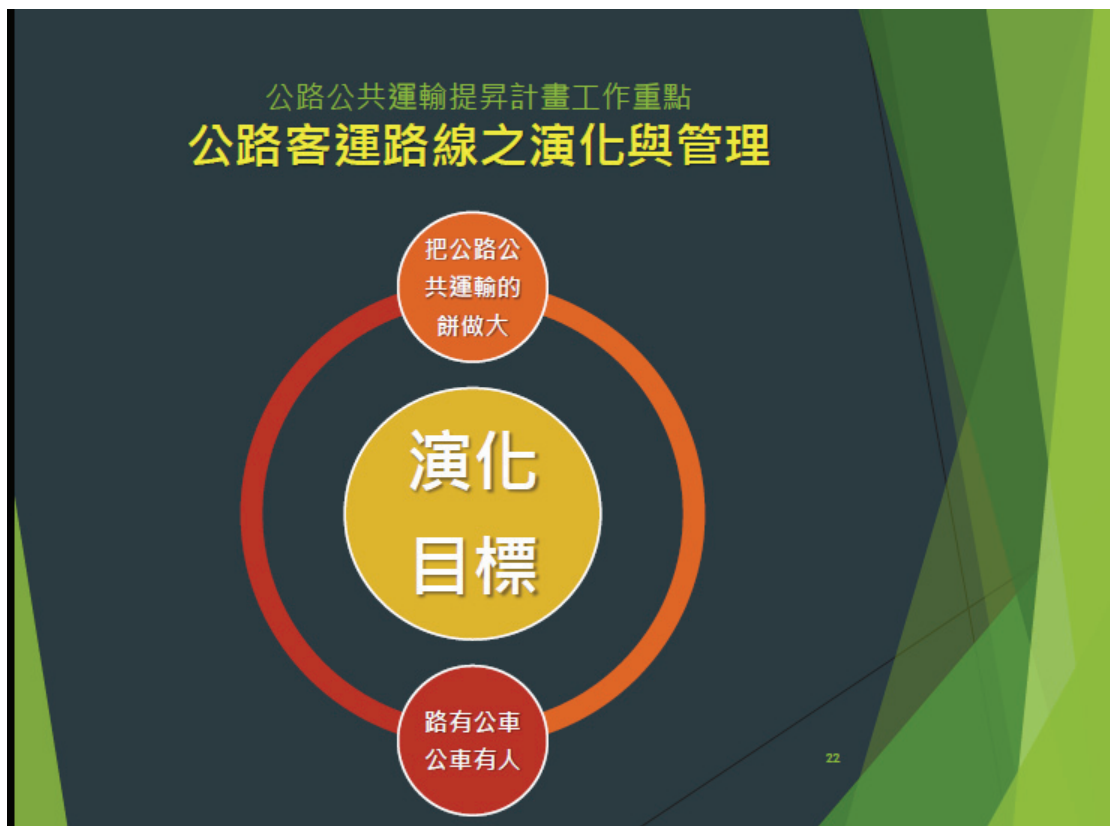 公路公共運輸提昇計畫工作重點
公路客運路線之演化與管理
把公路公
共運輸的
餅做大
演化
目標
路有公車
公車有人
22